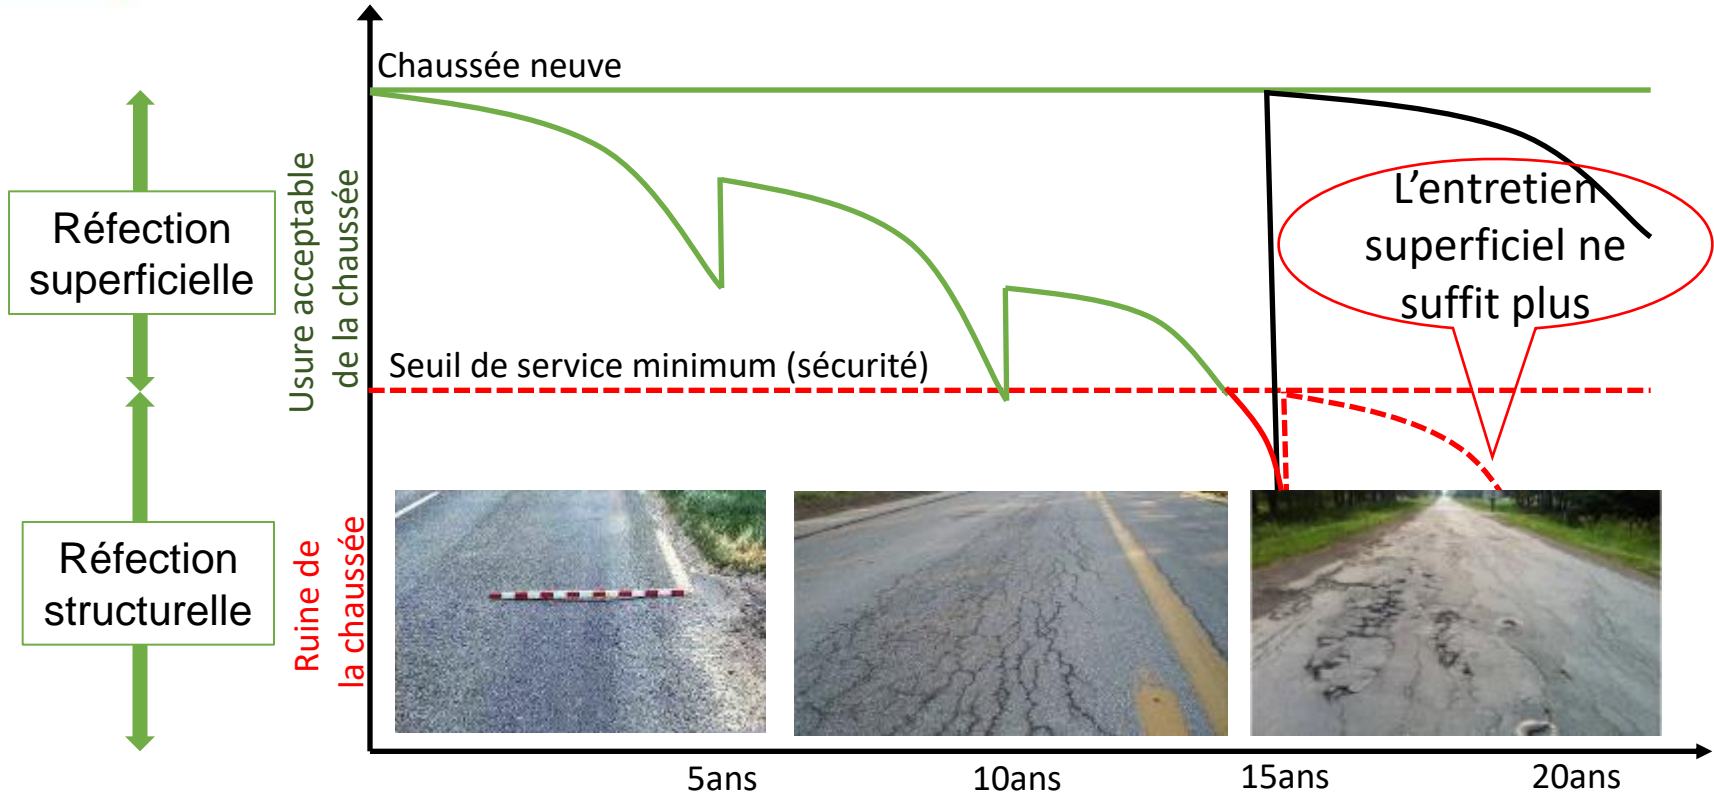 Chaussée neuve
Réfection
superficielle
Usure acceptable
de la chaussée
L’entretien
superficiel ne
suffit plus
Seuil de service minimum (sécurité)
Réfection
structurelle
Ruine de
la chaussée
5ans
10ans
15ans
20ans